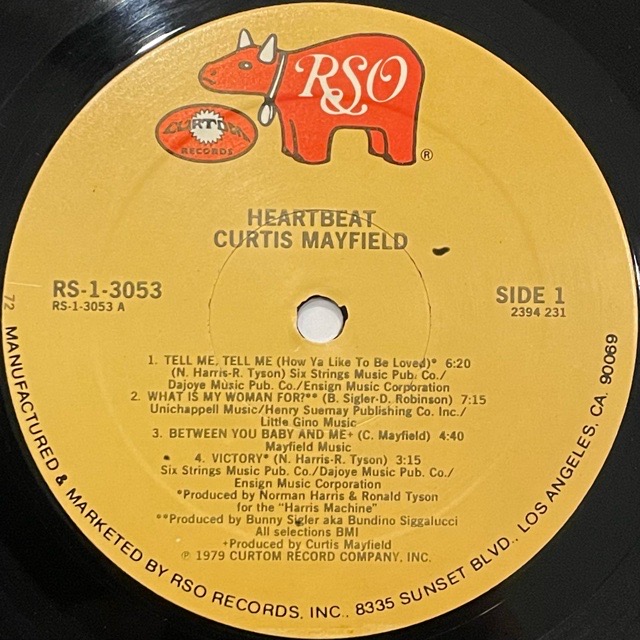 RSO
®
CURTOM
RECORDS
HEARTBEAT
CURTIS MAYFIELD
RS-1-3053
RS-1-3053 A
SIDE 1
2394 231
1. TELL ME, TELL ME (How Ya Like To Be Loved)* 6:20
(N. Harris-R. Tyson) Six Strings Music Pub. Co./
Dajoye Music Pub. Co./Ensign Music Corporation
2. WHAT IS MY WOMAN FOR?** (B. Sigler-D. Robinson) 7:15
Unichappell Music/Henry Suemay Publishing Co. Inc./
Little Gino Music
3. BETWEEN YOU BABY AND ME+ (C. Mayfield) 4:40
Mayfield Music
4. VICTORY* (N. Harris-R. Tyson) 3:15
Six Strings Music Pub. Co./Dajoye Music Pub. Co./
Ensign Music Corporation
*Produced by Norman Harris & Ronald Tyson
for the "Harris Machine"
**Produced by Bunny Sigler aka Bundino Siggalucci
All selections BMI
+Produced by Curtis Mayfield
℗ 1979 CURTOM RECORD COMPANY, INC.
72
MANUFACTURED & MARKETED BY RSO RECORDS, INC., 8335 SUNSET BLVD., LOS ANGELES, CA. 90069